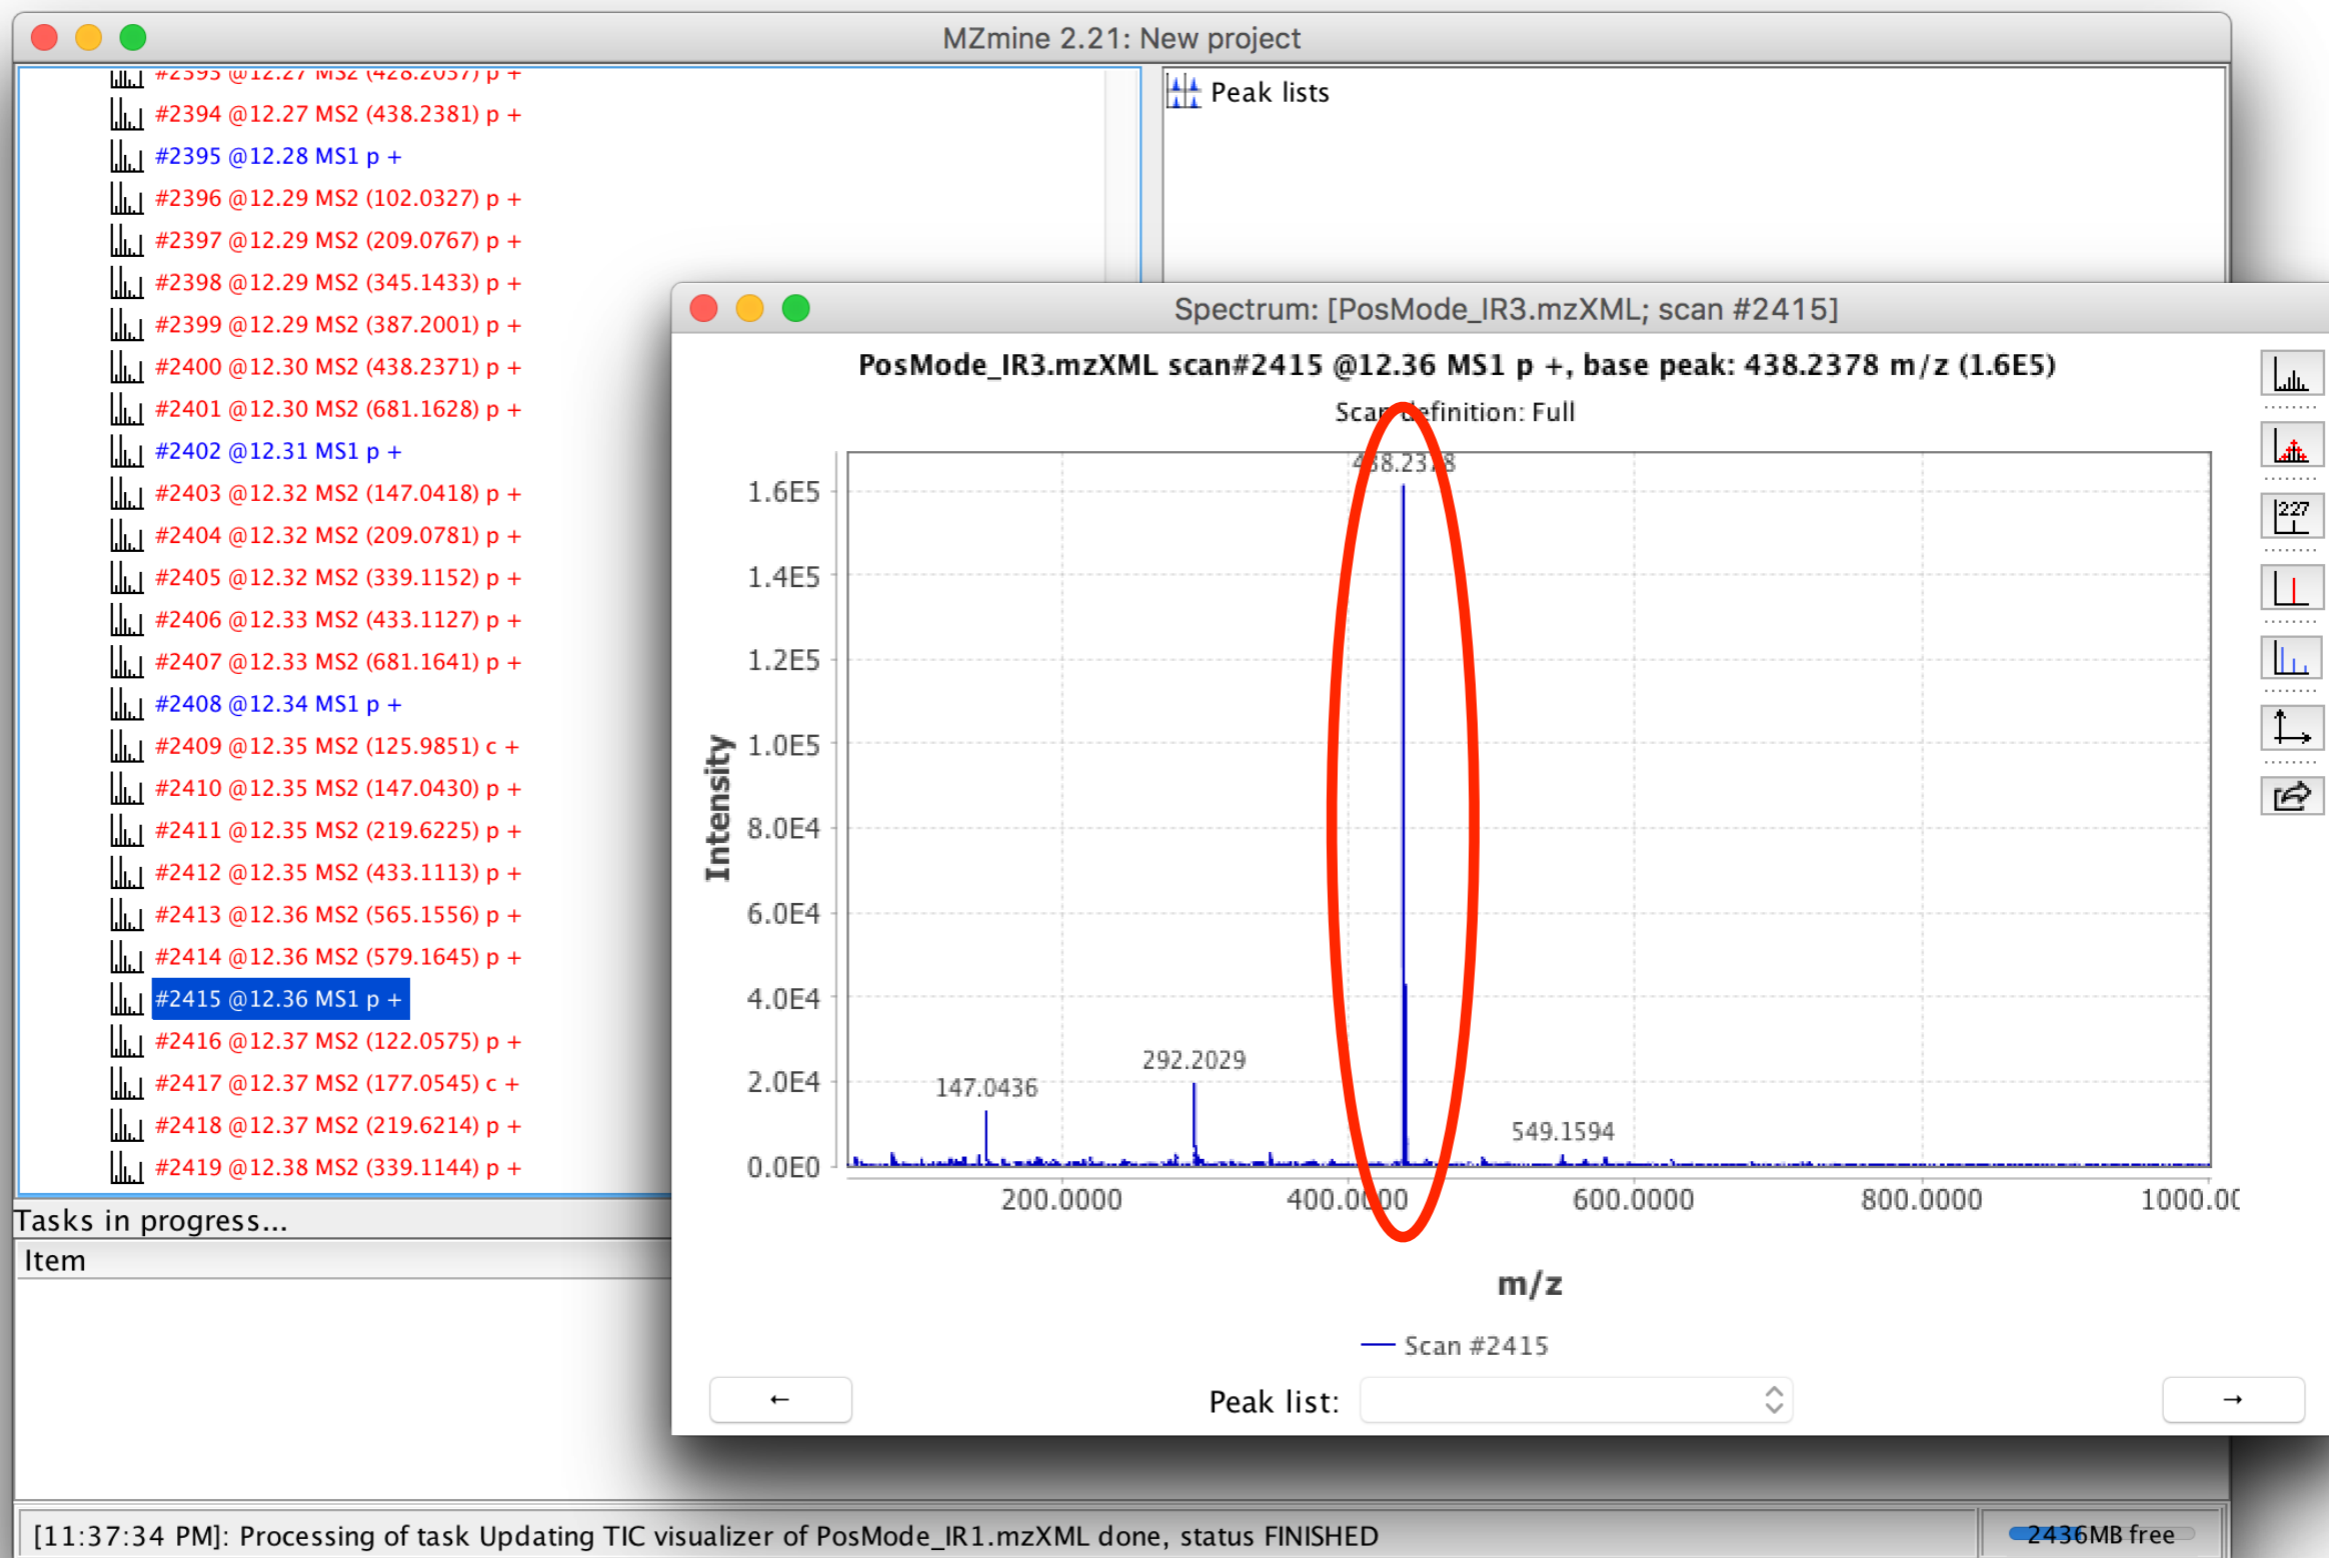 MZmine 2.21: New project
#2393 @12.27 MS2 (428.2037) p +
#2394 @12.27 MS2 (438.2381) p +
#2395 @12.28 MS1 p +
#2396 @12.29 MS2 (102.0327) p +
#2397 @12.29 MS2 (209.0767) p +
#2398 @12.29 MS2 (345.1433) p +
#2399 @12.29 MS2 (387.2001) p +
#2400 @12.30 MS2 (438.2371) p +
#2401 @12.30 MS2 (681.1628) p +
#2402 @12.31 MS1 p +
#2403 @12.32 MS2 (147.0418) p +
#2404 @12.32 MS2 (209.0781) p +
#2405 @12.32 MS2 (339.1152) p +
#2406 @12.33 MS2 (433.1127) p +
#2407 @12.33 MS2 (681.1641) p +
#2408 @12.34 MS1 p +
#2409 @12.35 MS2 (125.9851) c +
#2410 @12.35 MS2 (147.0430) p +
#2411 @12.35 MS2 (219.6225) p +
#2412 @12.35 MS2 (433.1113) p +
#2413 @12.36 MS2 (565.1556) p +
#2414 @12.36 MS2 (579.1645) p +
#2415 @12.36 MS1 p +
#2416 @12.37 MS2 (122.0575) p +
#2417 @12.37 MS2 (177.0545) c +
#2418 @12.37 MS2 (219.6214) p +
#2419 @12.38 MS2 (339.1144) p +
Peak lists
Spectrum: [PosMode_IR3.mzXML; scan #2415]
PosMode_IR3.mzXML scan#2415 @12.36 MS1 p +, base peak: 438.2378 m/z (1.6E5)
Scan definition: Full
438.2378
1.6E5
1.4E5
1.2E5
1.0E5
8.0E4
6.0E4
4.0E4
2.0E4
0.0E0
Intensity
147.0436
292.2029
549.1594
200.0000
400.0000
600.0000
800.0000
1000.00
m/z
Scan #2415
←
Peak list:
→
227
Tasks in progress...
Item
[11:37:34 PM]: Processing of task Updating TIC visualizer of PosMode_IR1.mzXML done, status FINISHED
2436MB free